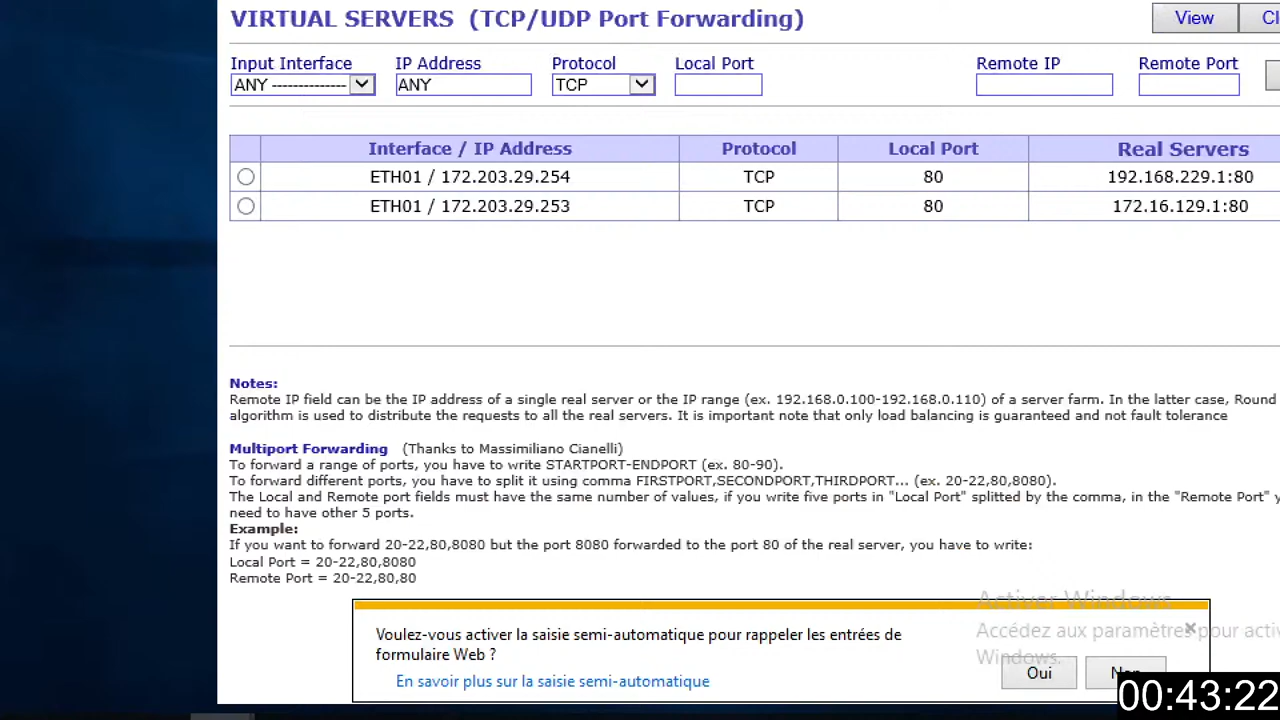 VIRTUAL SERVERS (TCP/UDP Port Forwarding)
View
Input Interface IP Address Protocol Local Port Remote IP Remote Port
ANY -------------- ANY TCP
Interface / IP Address Protocol Local Port Real Servers
ETH01 / 172.203.29.254 TCP 80 192.168.229.1:80
ETH01 / 172.203.29.253 TCP 80 172.16.129.1:80
Notes:
Remote IP field can be the IP address of a single real server or the IP range (ex. 192.168.0.100-192.168.0.110) of a server farm. In the latter case, Round
algorithm is used to distribute the requests to all the real servers. It is important note that only load balancing is guaranteed and not fault tolerance
Multiport Forwarding (Thanks to Massimiliano Cianelli)
To forward a range of ports, you have to write STARTPORT-ENDPORT (ex. 80-90).
To forward different ports, you have to split it using comma FIRSTPORT,SECONDPORT,THIRDPORT... (ex. 20-22,80,8080).
The Local and Remote port fields must have the same number of values, if you write five ports in "Local Port" splitted by the comma, in the "Remote Port"
need to have other 5 ports.
Example:
If you want to forward 20-22,80,8080 but the port 8080 forwarded to the port 80 of the real server, you have to write:
Local Port = 20-22,80,8080
Remote Port = 20-22,80,80
Activer Windows
Accédez aux paramètres pour
Windows.
Voulez-vous activer la saisie semi-automatique pour rappeler les entrées de
formulaire Web ?
En savoir plus sur la saisie semi-automatique
Oui Non
00:43:22